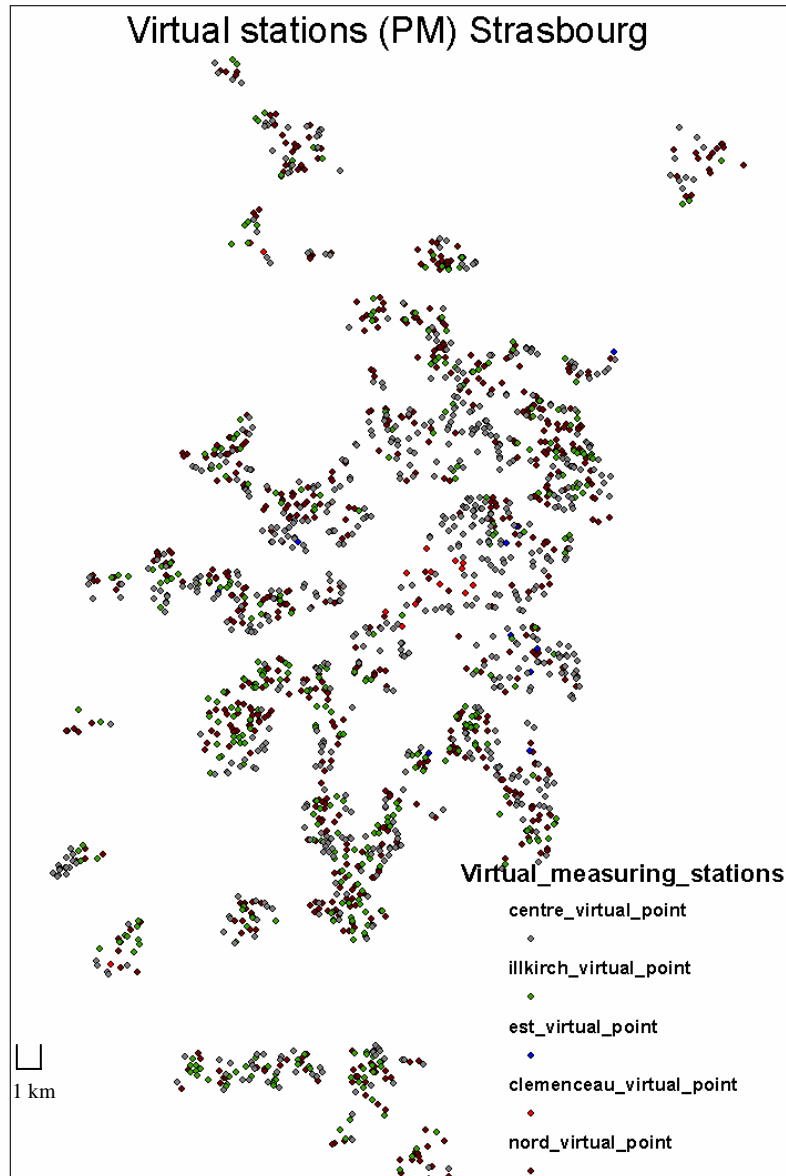 Virtual stations (PM) Strasbourg
Virtual_measuring_stations
centre_virtual_point
illkirch_virtual_point
est_virtual_point
clemenceau_virtual_point
nord_virtual_point
1 km